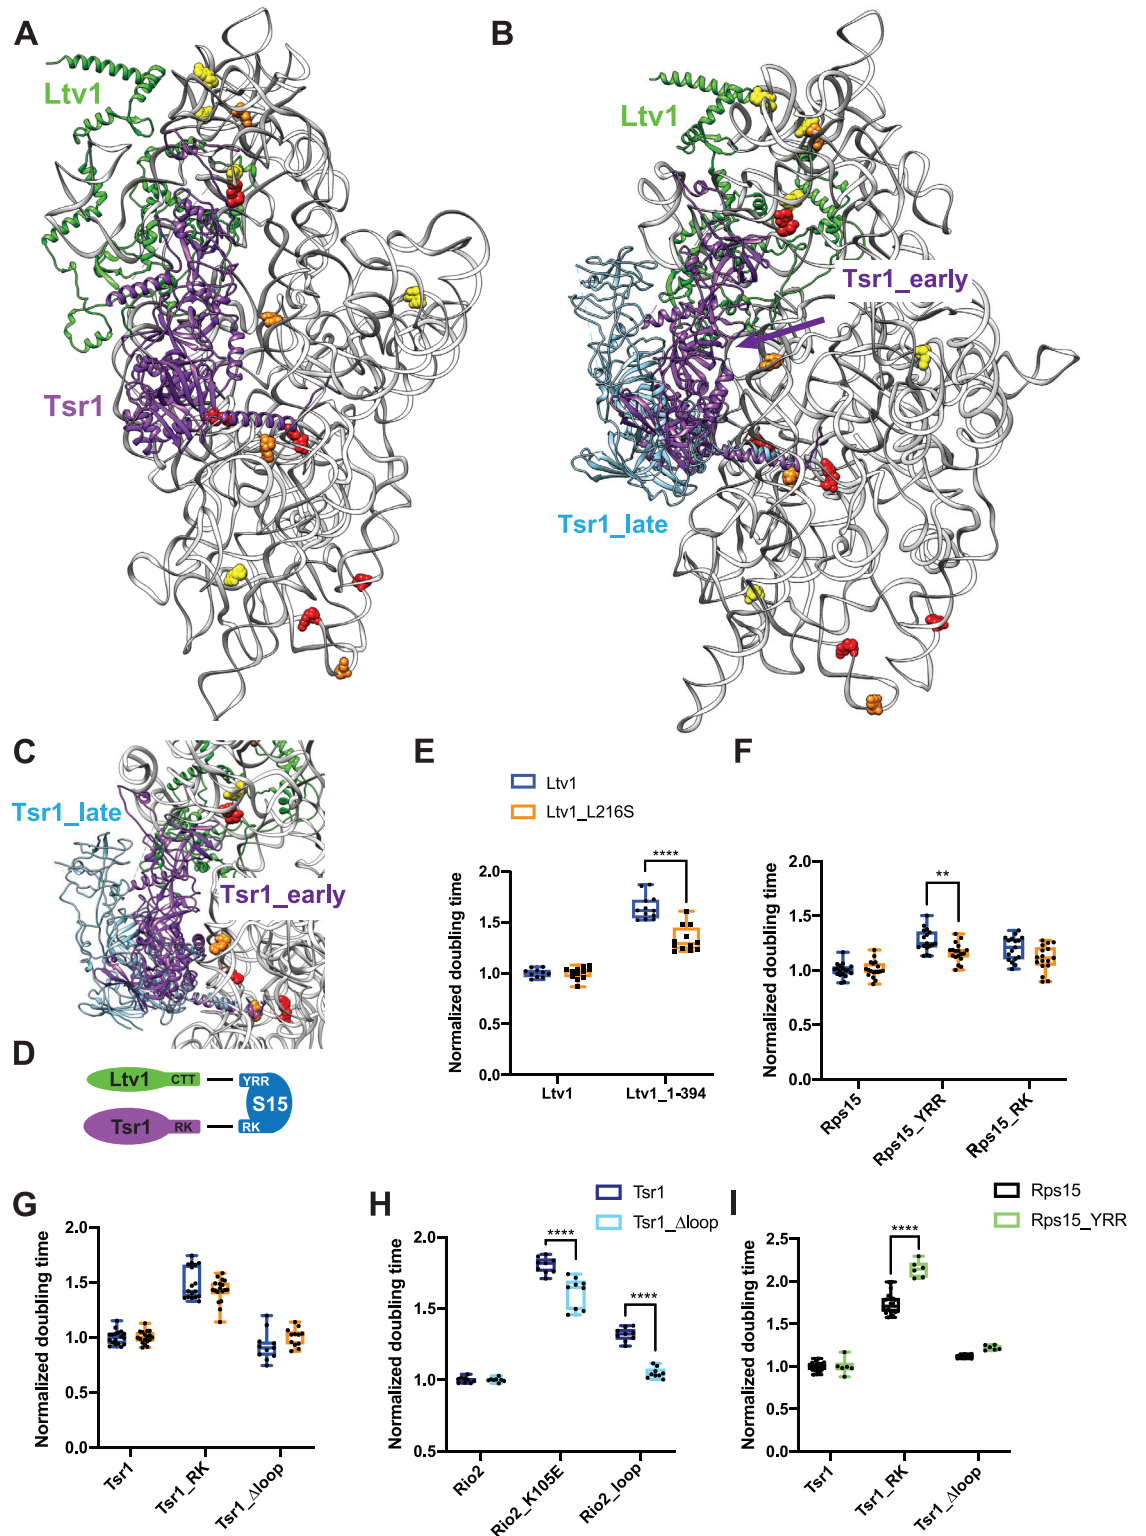 A
Ltv1
Tsr1
B
Ltv1
Tsr1_early
Tsr1_late
C
Tsr1_late
Tsr1_early
D
Ltv1 CTT YRR
S15
Tsr1 RK RK
E
Ltv1
Ltv1_L216S
Normalized doubling time
2.0
1.5
1.0
0.5
0.0
****
Ltv1
Ltv1_1-394
F
Normalized doubling time
2.0
1.5
1.0
0.5
0.0
**
Rps15
Rps15_YRR
Rps15_RK
G
Normalized doubling time
2.0
1.5
1.0
0.5
0.0
Tsr1
Tsr1_RK
Tsr1_Δloop
H
Tsr1
Tsr1_Δloop
Normalized doubling time
2.0
1.5
1.0
0.5
****
****
Rio2
Rio2_K105E
Rio2_loop
I
Rps15
Rps15_YRR
Normalized doubling time
2.5
2.0
1.5
1.0
0.5
0.0
****
Tsr1
Tsr1_RK
Tsr1_Δloop